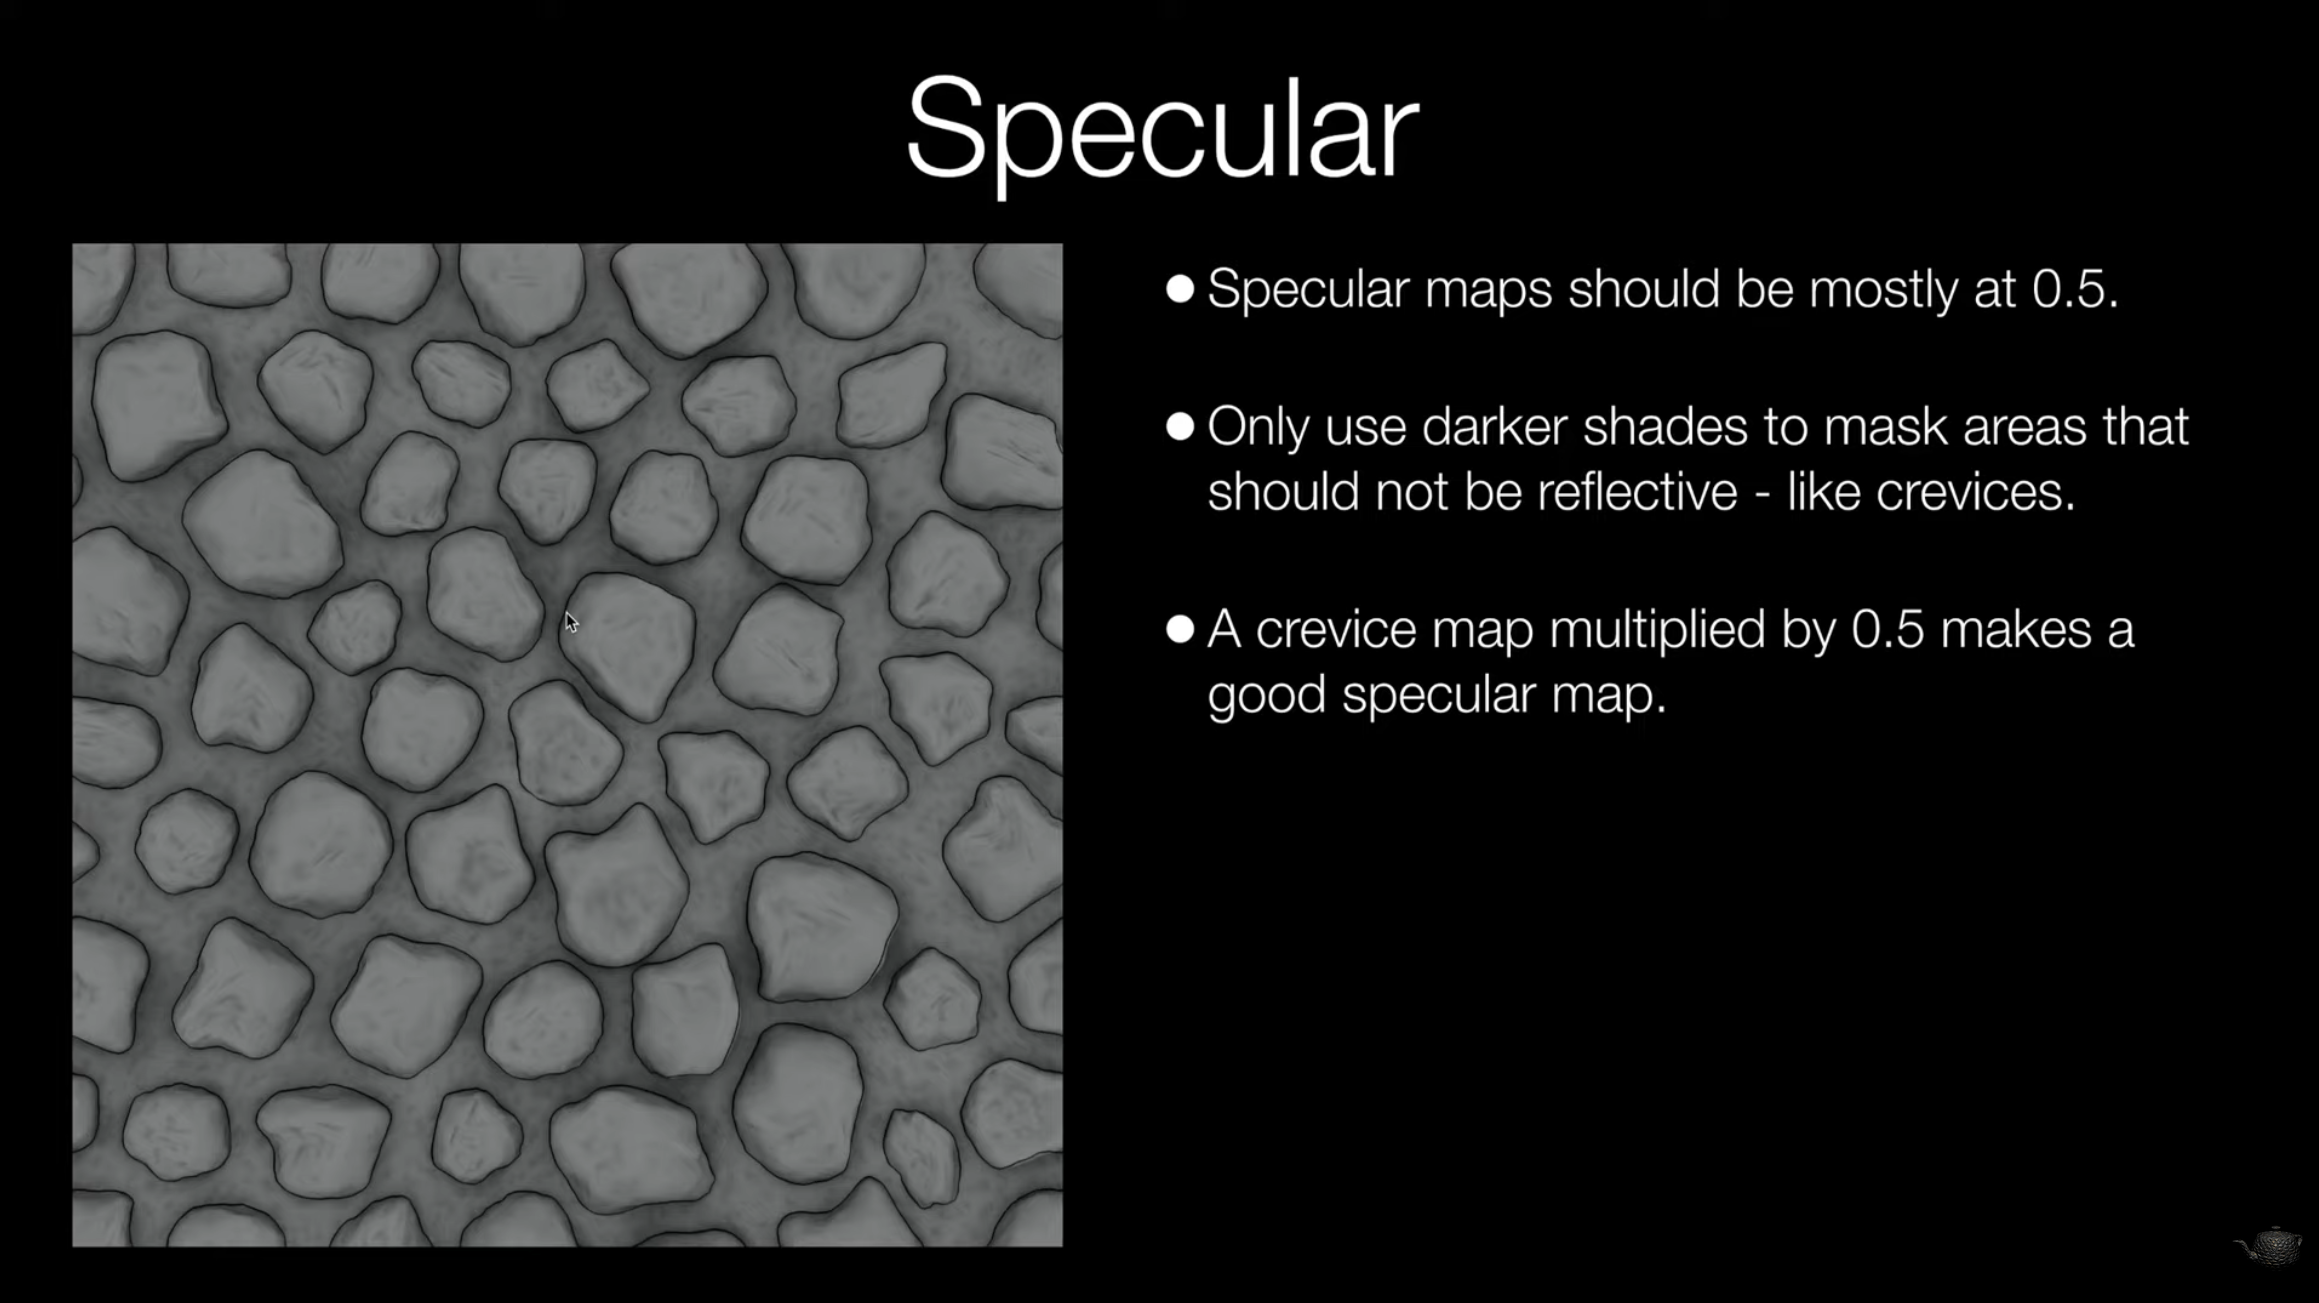 Specular
● Specular maps should be mostly at 0.5.
● Only use darker shades to mask areas that
should not be reflective - like crevices.
● A crevice map multiplied by 0.5 makes a
good specular map.